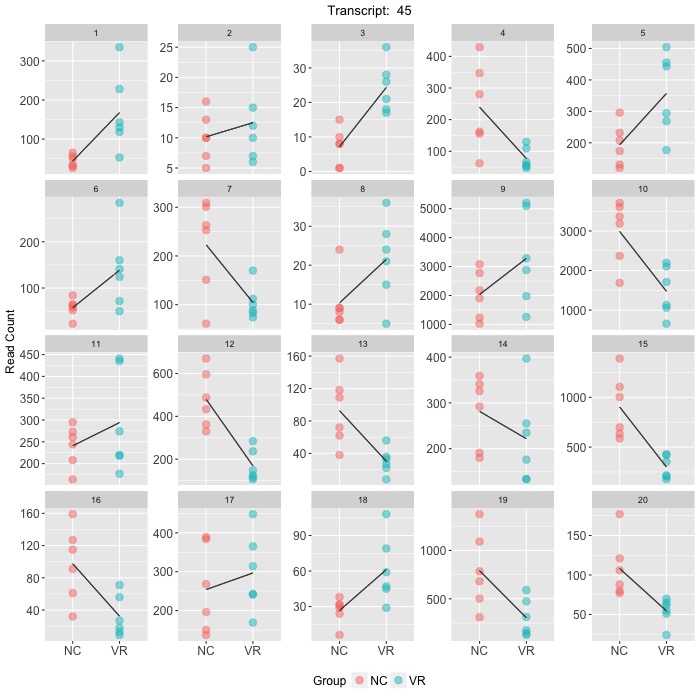 Transcript: 45
1 2 3 4 5
300 200 100
25 20 15 10 5
30 20 10 0
400 300 200 100
500 400 300 200
6 7 8 9 10
200 100
300 200 100
30 20 10
5000 4000 3000 2000 1000
3000 2000 1000
Read Count
11 12 13 14 15
450 400 350 300 250 200
600 400 200
160 120 80 40
400 300 200
1000 500
16 17 18 19 20
160 120 80 40
400 300 200
90 60 30
1000 500
150 100 50
NC VR NC VR NC VR NC VR NC VR
Group NC VR